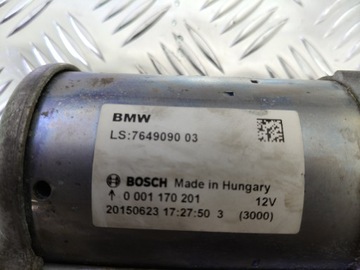 BMW
LS:7649090 03
BOSCH Made in Hungary
↑ 0 001 170 201 12V
20150623 17:27:50 3 (3000)